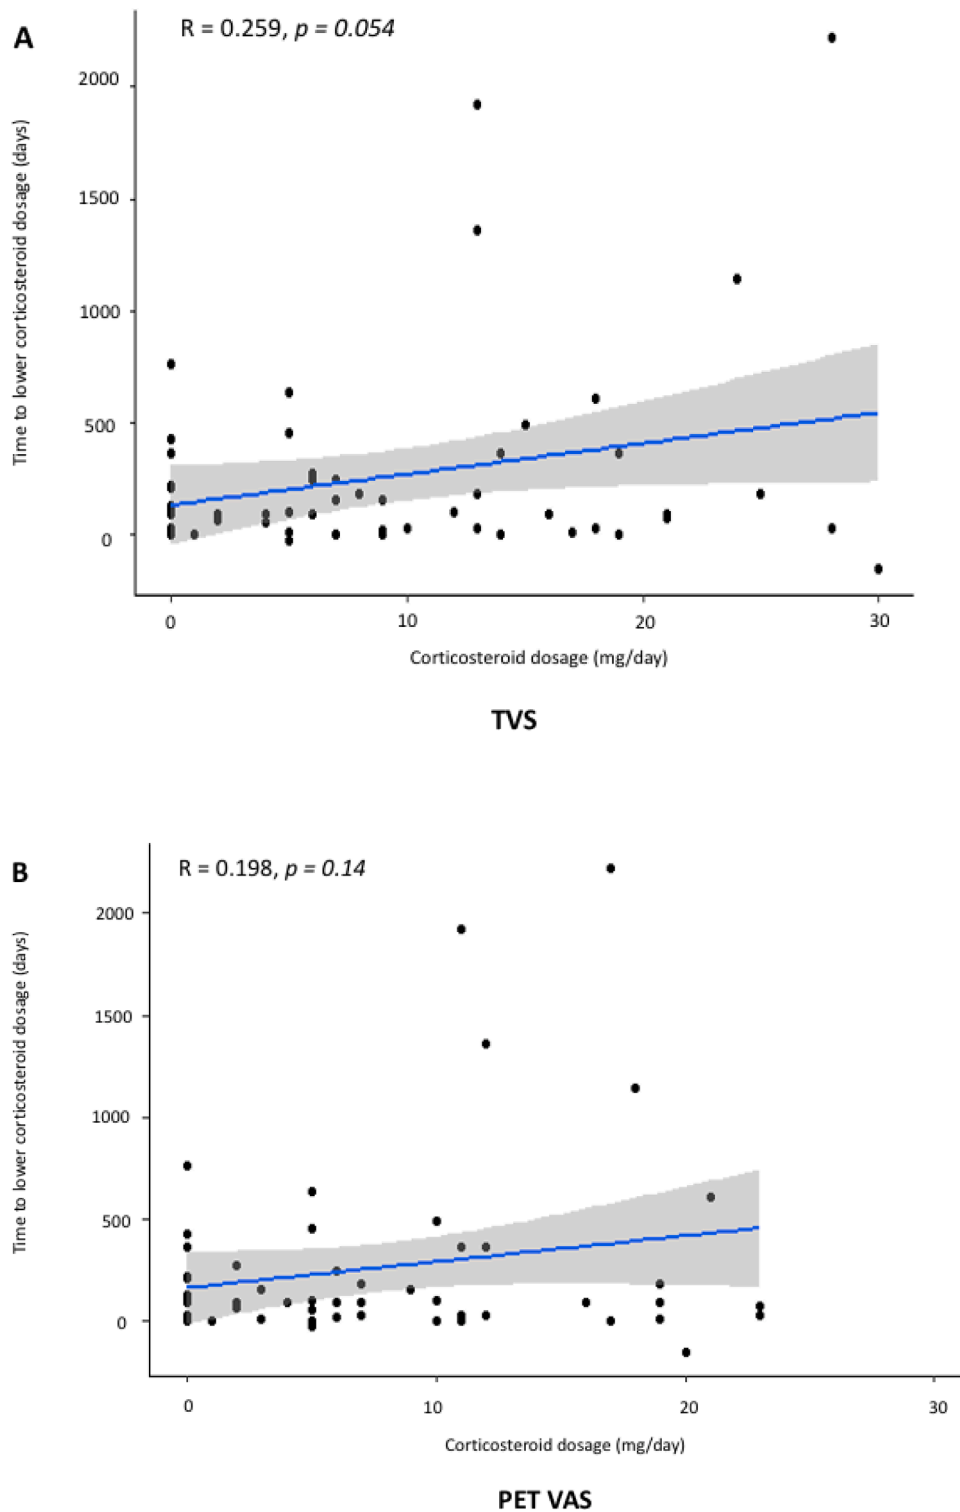 A
R = 0.259, p = 0.054
Time to lower corticosteroid dosage (days)
2000
1500
1000
500
0
0 10 20 30
Corticosteroid dosage (mg/day)
TVS
B
R = 0.198, p = 0.14
Time to lower corticosteroid dosage (days)
2000
1500
1000
500
0
0 10 20 30
Corticosteroid dosage (mg/day)
PET VAS